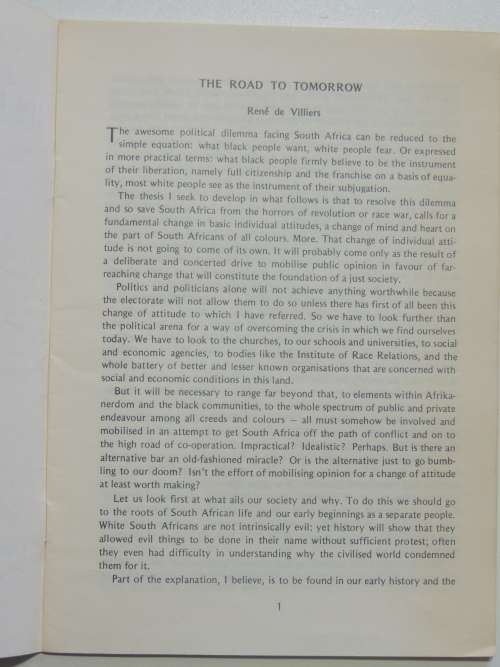 THE ROAD TO TOMORROW
René de Villiers
The awesome political dilemma facing South Africa can be reduced to the
simple equation: what black people want, white people fear. Or expressed
in more practical terms: what black people firmly believe to be the instrument
of their liberation, namely full citizenship and the franchise on a basis of equa-
lity, most white people see as the instrument of their subjugation.
The thesis I seek to develop in what follows is that to resolve this dilemma
and so save South Africa from the horrors of revolution or race war, calls for a
fundamental change in basic individual attitudes, a change of mind and heart on
the part of South Africans of all colours. More. That change of individual atti-
tude is not going to come of its own. It will probably come only as the result of
a deliberate and concerted drive to mobilise public opinion in favour of far-
reaching change that will constitute the foundation of a just society.
Politics and politicians alone will not achieve anything worthwhile because
the electorate will not allow them to do so unless there has first of all been this
change of attitude to which I have referred. So we have to look further than
the political arena for a way of overcoming the crisis in which we find ourselves
today. We have to look to the churches, to our schools and universities, to social
and economic agencies, to bodies like the Institute of Race Relations, and the
whole battery of better and lesser known organisations that are concerned with
social and economic conditions in this land.
But it will be necessary to range far beyond that, to elements within Afrika-
nerdom and the black communities, to the whole spectrum of public and private
endeavour among all creeds and colours — all must somehow be involved and
mobilised in an attempt to get South Africa off the path of conflict and on to
the high road of co-operation. Impractical? Idealistic? Perhaps. But is there an
alternative bar an old-fashioned miracle? Or is the alternative just to go bumb-
ling to our doom? Isn't the effort of mobilising opinion for a change of attitude
at least worth making?
Let us look first at what ails our society and why. To do this we should go
to the roots of South African life and our early beginnings as a separate people.
White South Africans are not intrinsically evil; yet history will show that they
allowed evil things to be done in their name without sufficient protest; often
they even had difficulty in understanding why the civilised world condemned
them for it.
Part of the explanation, I believe, is to be found in our early history and the
1